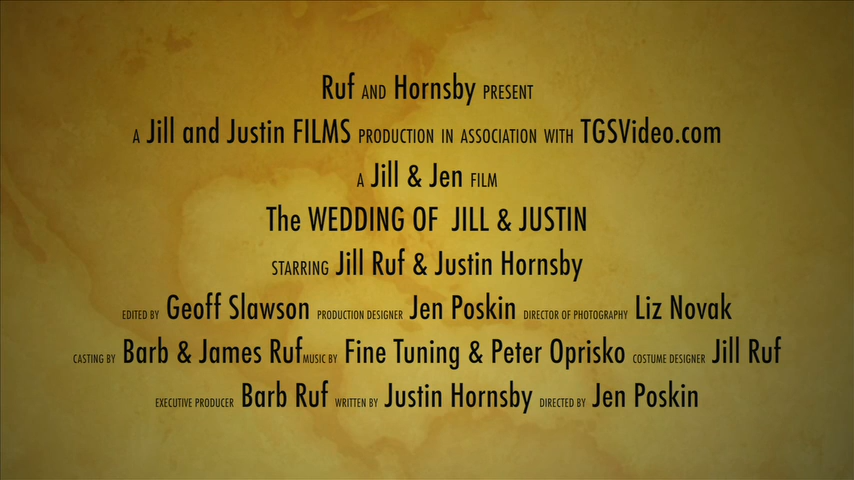 Ruf AND Hornsby PRESENT
A Jill and Justin FILMS PRODUCTION IN ASSOCIATION WITH TGSVideo.com
A Jill & Jen FILM
The WEDDING OF JILL & JUSTIN
STARRING Jill Ruf & Justin Hornsby
EDITED BY Geoff Slawson PRODUCTION DESIGNER Jen Poskin DIRECTOR OF PHOTOGRAPHY Liz Novak
CASTING BY Barb & James Ruf MUSIC BY Fine Tuning & Peter Oprisko COSTUME DESIGNER Jill Ruf
EXECUTIVE PRODUCER Barb Ruf WRITTEN BY Justin Hornsby DIRECTED BY Jen Poskin